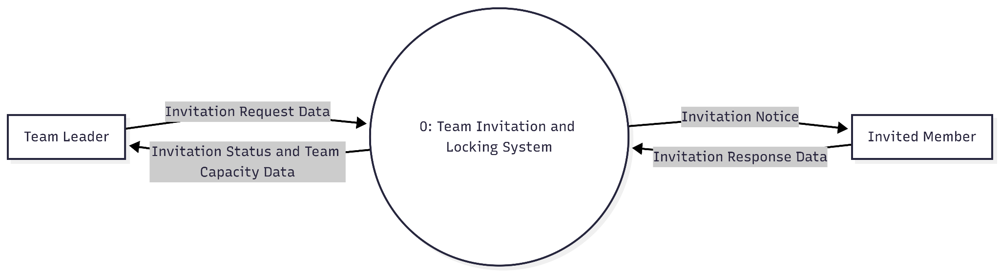 Team Leader
Invitation Request Data
Invitation Status and Team
Capacity Data
0: Team Invitation and
Locking System
Invitation Notice
Invitation Response Data
Invited Member